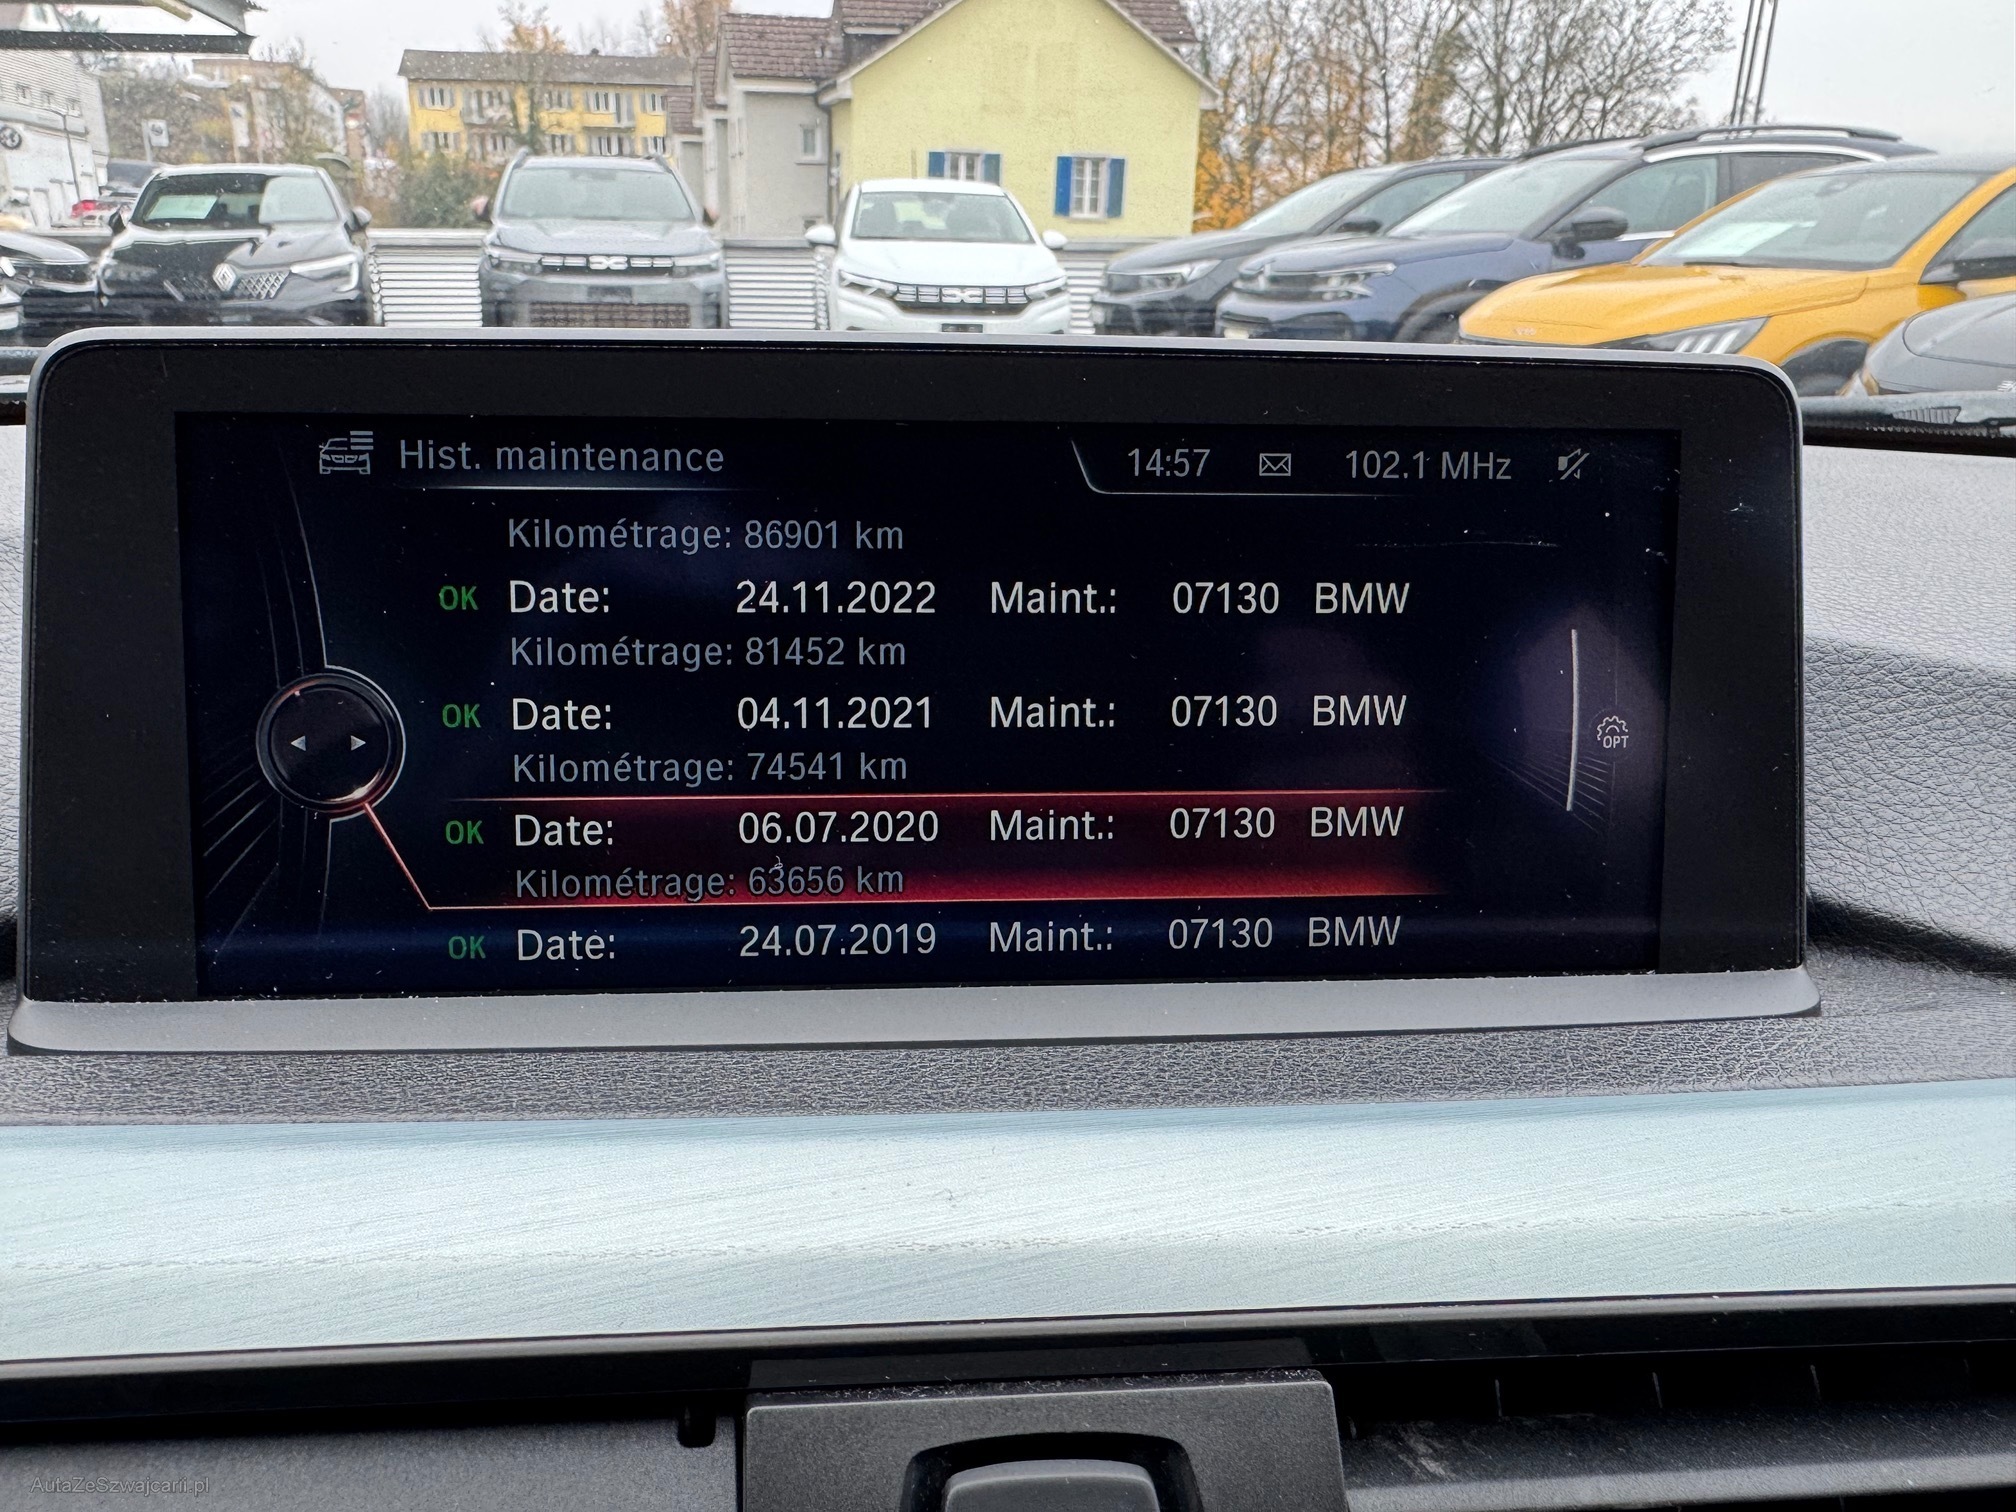 Hist. maintenance
14:57 102.1 MHz
Kilométrage: 86901 km
OK Date: 24.11.2022 Maint.: 07130 BMW
Kilométrage: 81452 km
OK Date: 04.11.2021 Maint.: 07130 BMW
Kilométrage: 74541 km
OPT
OK Date: 06.07.2020 Maint.: 07130 BMW
Kilométrage: 63656 km
OK Date: 24.07.2019 Maint.: 07130 BMW
AutaZeSzwajcarii.pl